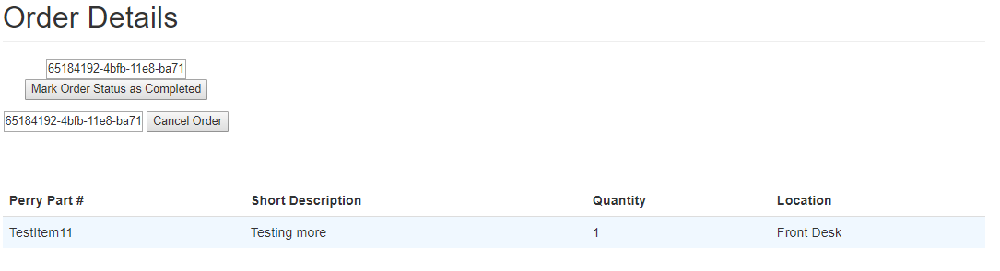 Order Details
65184192-4bfb-11e8-ba71
Mark Order Status as Completed
65184192-4bfb-11e8-ba71 Cancel Order
Perry Part # Short Description Quantity Location
TestItem11 Testing more 1 Front Desk